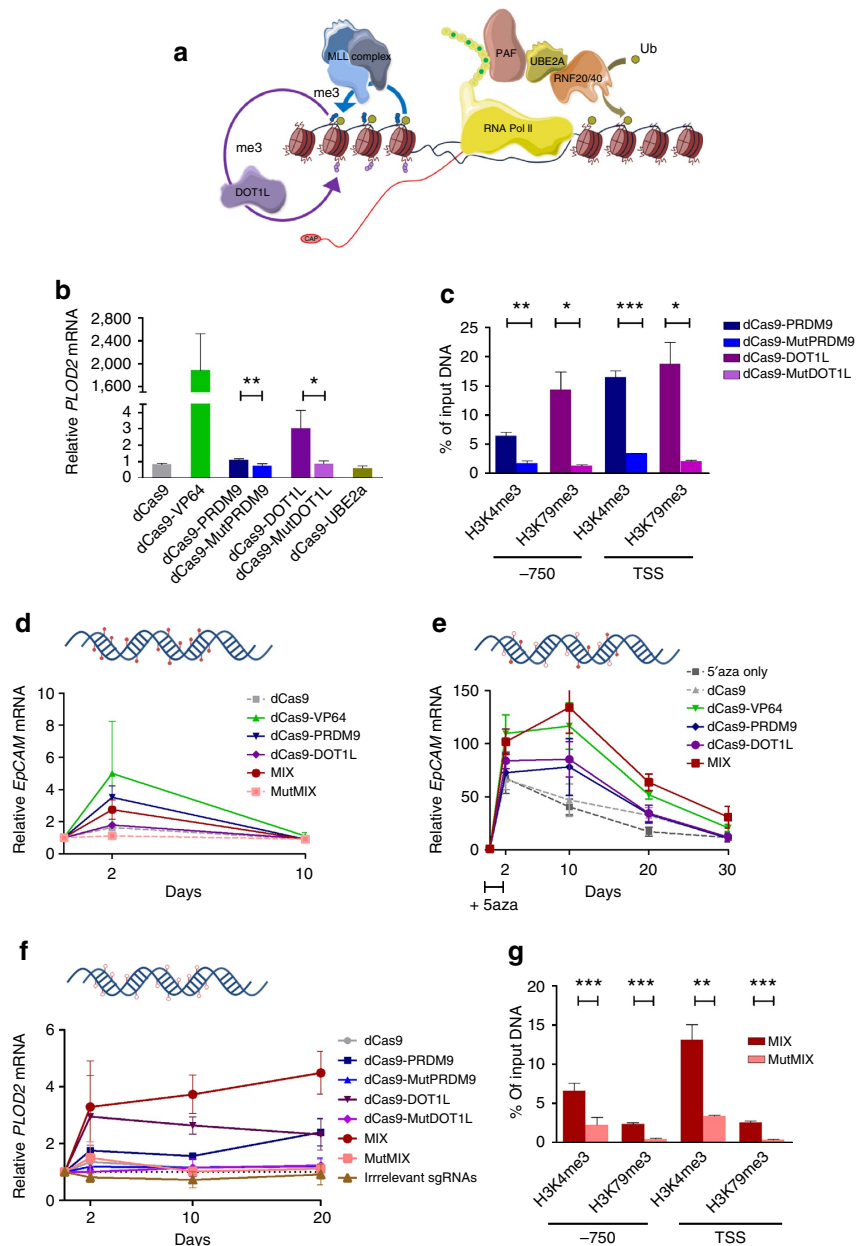 a
MLL complex
me3
me3
DOT1L
PAF
UBE2A
RNF20/40
Ub
RNA Pol II
CAP
b
Relative PLOD2 mRNA
2,800
2,400
2,000
1,600
4
3
2
1
0
** *
dCas9
dCas9-VP64
dCas9-PRDM9
dCas9-MutPRDM9
dCas9-DOT1L
dCas9-MutDOT1L
dCas9-UBE2a
c
% of input DNA
25
20
15
10
5
0
** * *** *
dCas9-PRDM9
dCas9-MutPRDM9
dCas9-DOT1L
dCas9-MutDOT1L
H3K4me3
H3K79me3
H3K4me3
H3K79me3
–750 TSS
d
Relative EpCAM mRNA
10
8
6
4
2
0
2 10
Days
dCas9
dCas9-VP64
dCas9-PRDM9
dCas9-DOT1L
MIX
MutMIX
e
Relative EpCAM mRNA
150
100
50
0
2 10 20 30
Days
+ 5aza
5′aza only
dCas9
dCas9-VP64
dCas9-PRDM9
dCas9-DOT1L
MIX
f
Relative PLOD2 mRNA
6
4
2
0
2 10 20
Days
dCas9
dCas9-PRDM9
dCas9-MutPRDM9
dCas9-DOT1L
dCas9-MutDOT1L
MIX
MutMIX
Irrrelevant sgRNAs
g
% Of input DNA
20
15
10
5
0
*** *** ** ***
MIX
MutMIX
H3K4me3
H3K79me3
H3K4me3
H3K79me3
–750 TSS